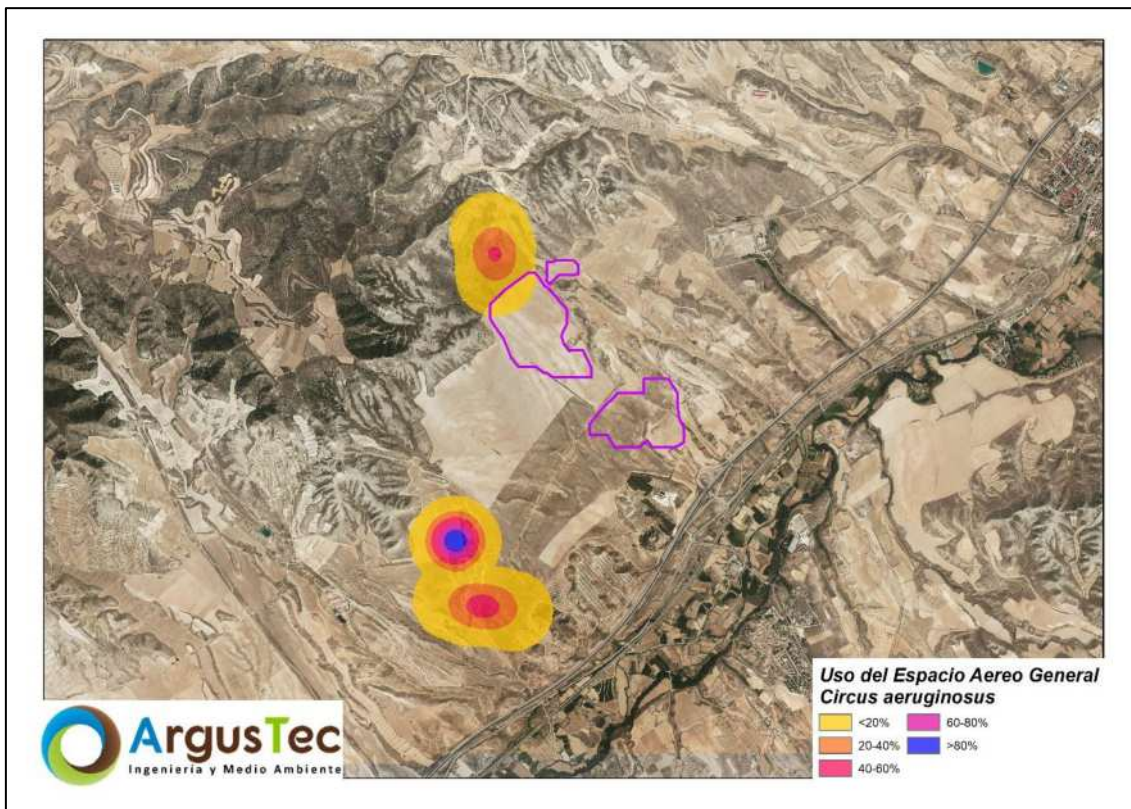 Uso del Espacio Aereo General
Circus aeruginosus
<20%
20-40%
40-60%
60-80%
>80%
ArgusTec
Ingeniería y Medio Ambiente